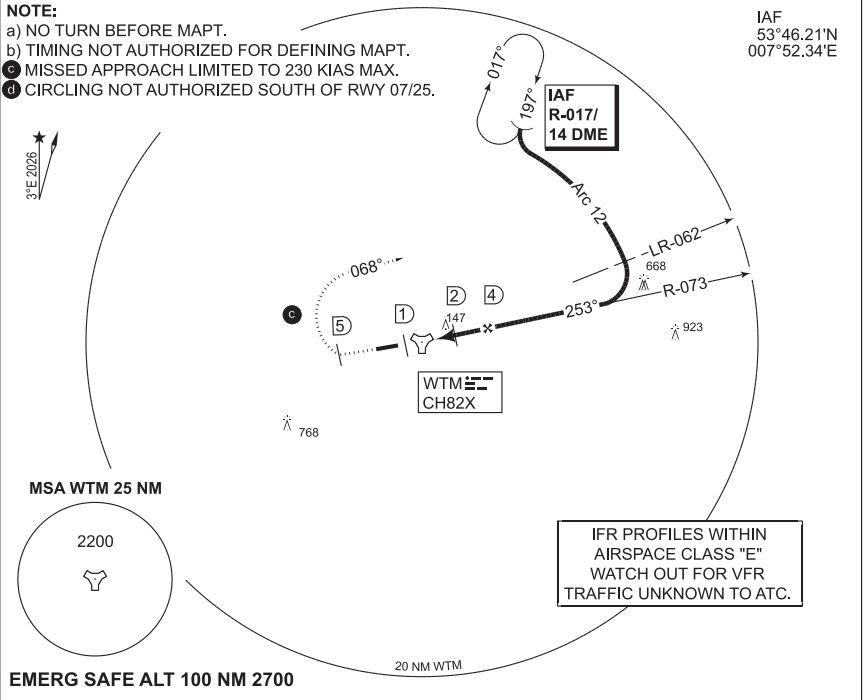 NOTE:
a) NO TURN BEFORE MAPT.
b) TIMING NOT AUTHORIZED FOR DEFINING MAPT.
c MISSED APPROACH LIMITED TO 230 KIAS MAX.
d CIRCLING NOT AUTHORIZED SOUTH OF RWY 07/25.
IAF
53°46.21'N
007°52.34'E
017°
197°
IAF
R-017/
14 DME
3°E 2026
Arc 12
LR-062
668
R-073
923
068°
253°
c
5
1
2
4
147
WTM
CH82X
768
MSA WTM 25 NM
2200
IFR PROFILES WITHIN
AIRSPACE CLASS "E"
WATCH OUT FOR VFR
TRAFFIC UNKNOWN TO ATC.
20 NM WTM
EMERG SAFE ALT 100 NM 2700